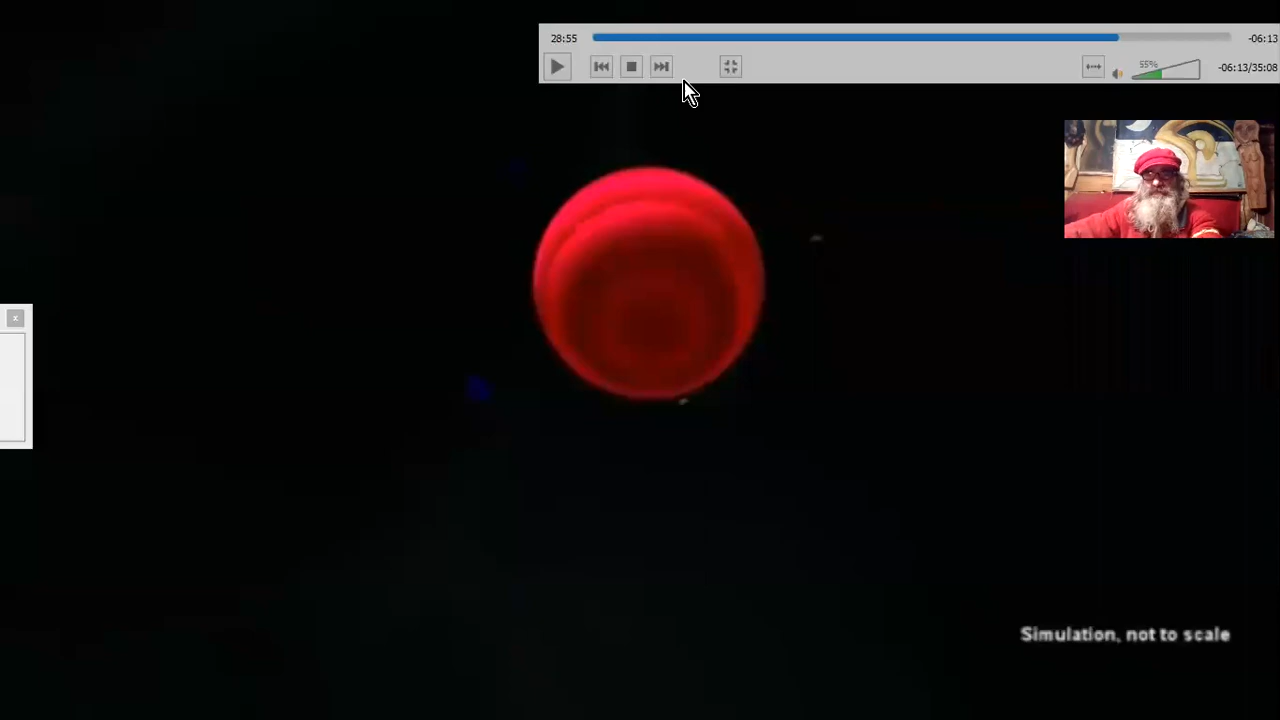 28:55
-06:13
55%
-06:13/35:08
x
Simulation, not to scale